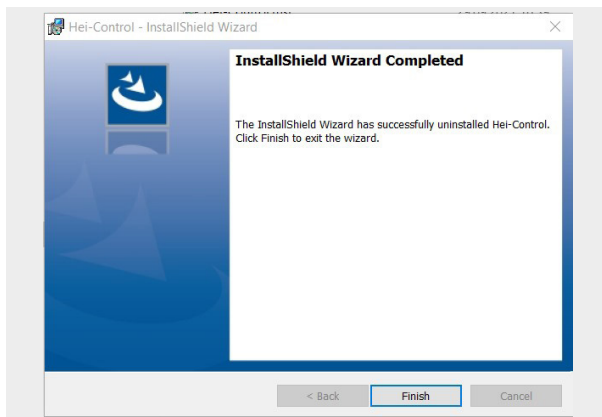 Hei-Control - InstallShield Wizard
InstallShield Wizard Completed
The InstallShield Wizard has successfully uninstalled Hei-Control.
Click Finish to exit the wizard.
< Back
Finish
Cancel